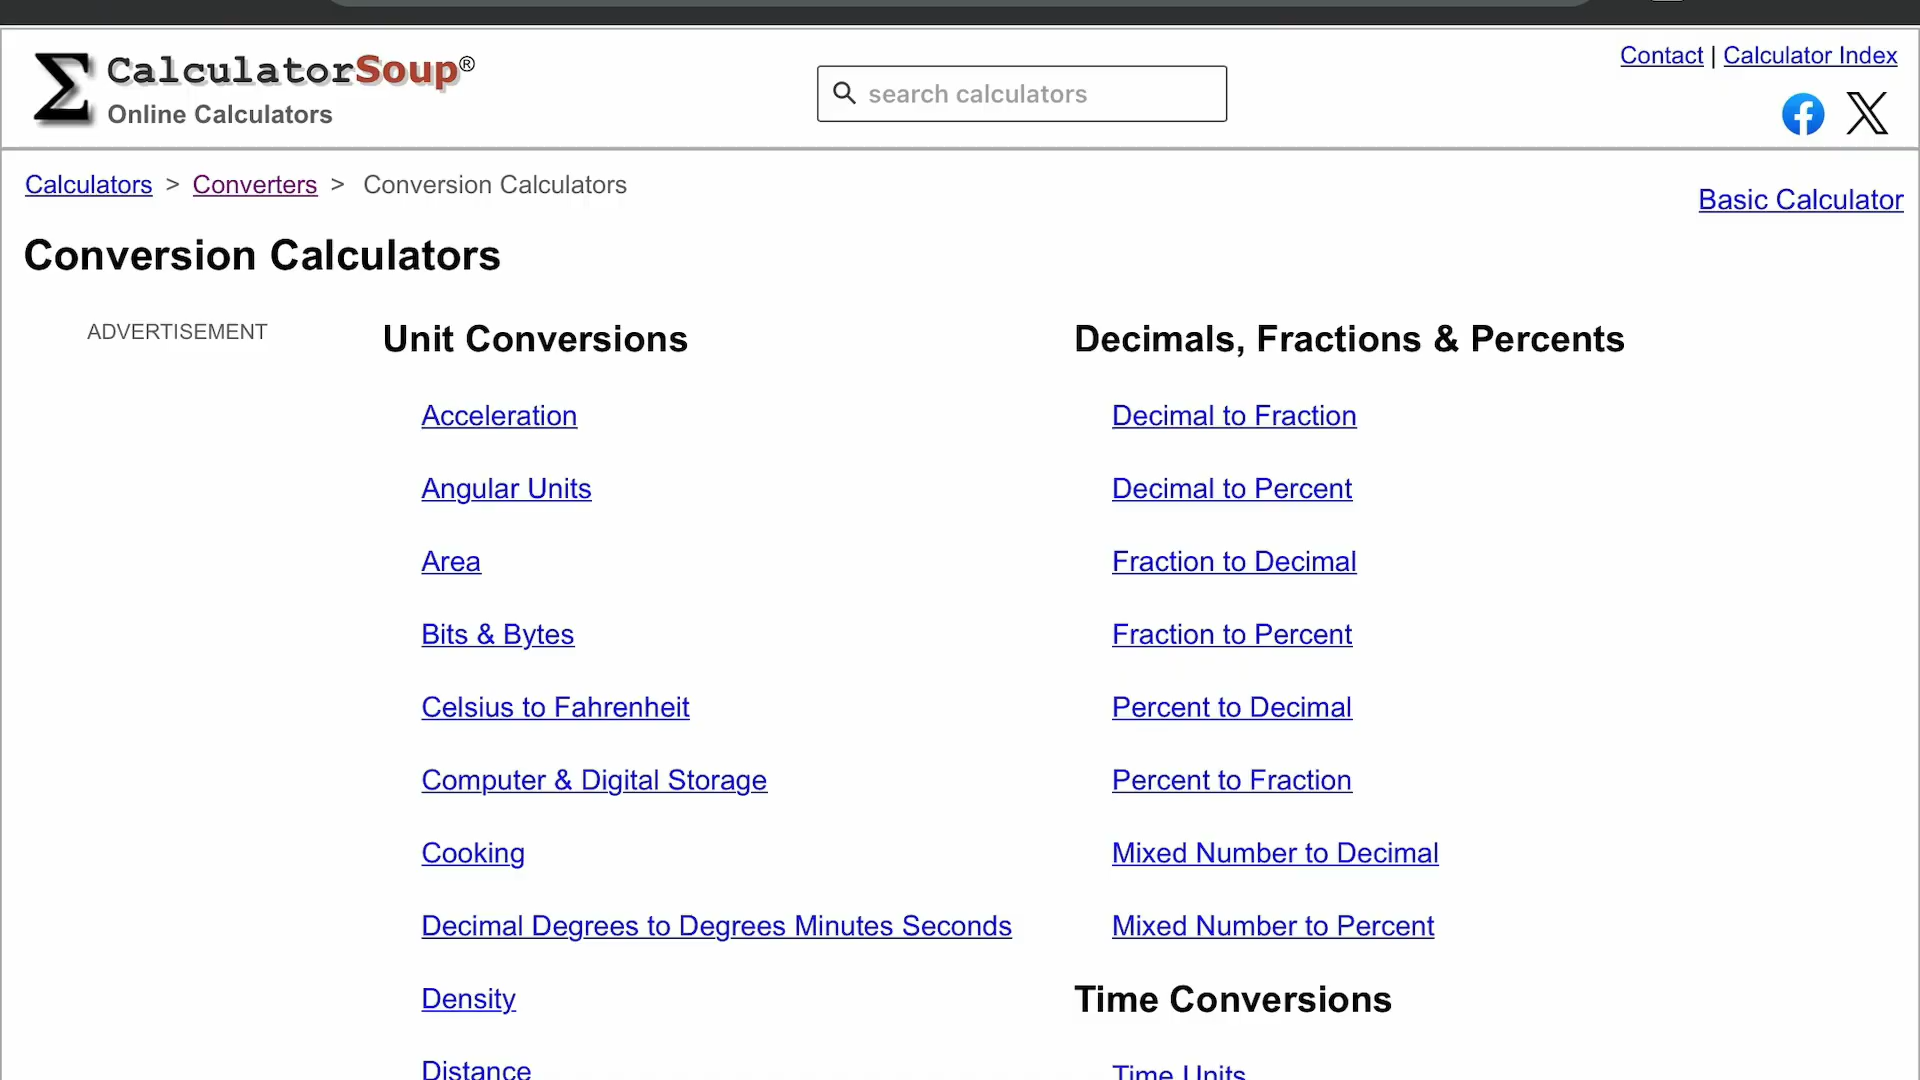 CalculatorSoup®
Online Calculators
search calculators
Contact | Calculator Index
Calculators > Converters > Conversion Calculators
Basic Calculator
Conversion Calculators
ADVERTISEMENT
Unit Conversions
Acceleration
Angular Units
Area
Bits & Bytes
Celsius to Fahrenheit
Computer & Digital Storage
Cooking
Decimal Degrees to Degrees Minutes Seconds
Density
Distance
Decimals, Fractions & Percents
Decimal to Fraction
Decimal to Percent
Fraction to Decimal
Fraction to Percent
Percent to Decimal
Percent to Fraction
Mixed Number to Decimal
Mixed Number to Percent
Time Conversions
Time Units